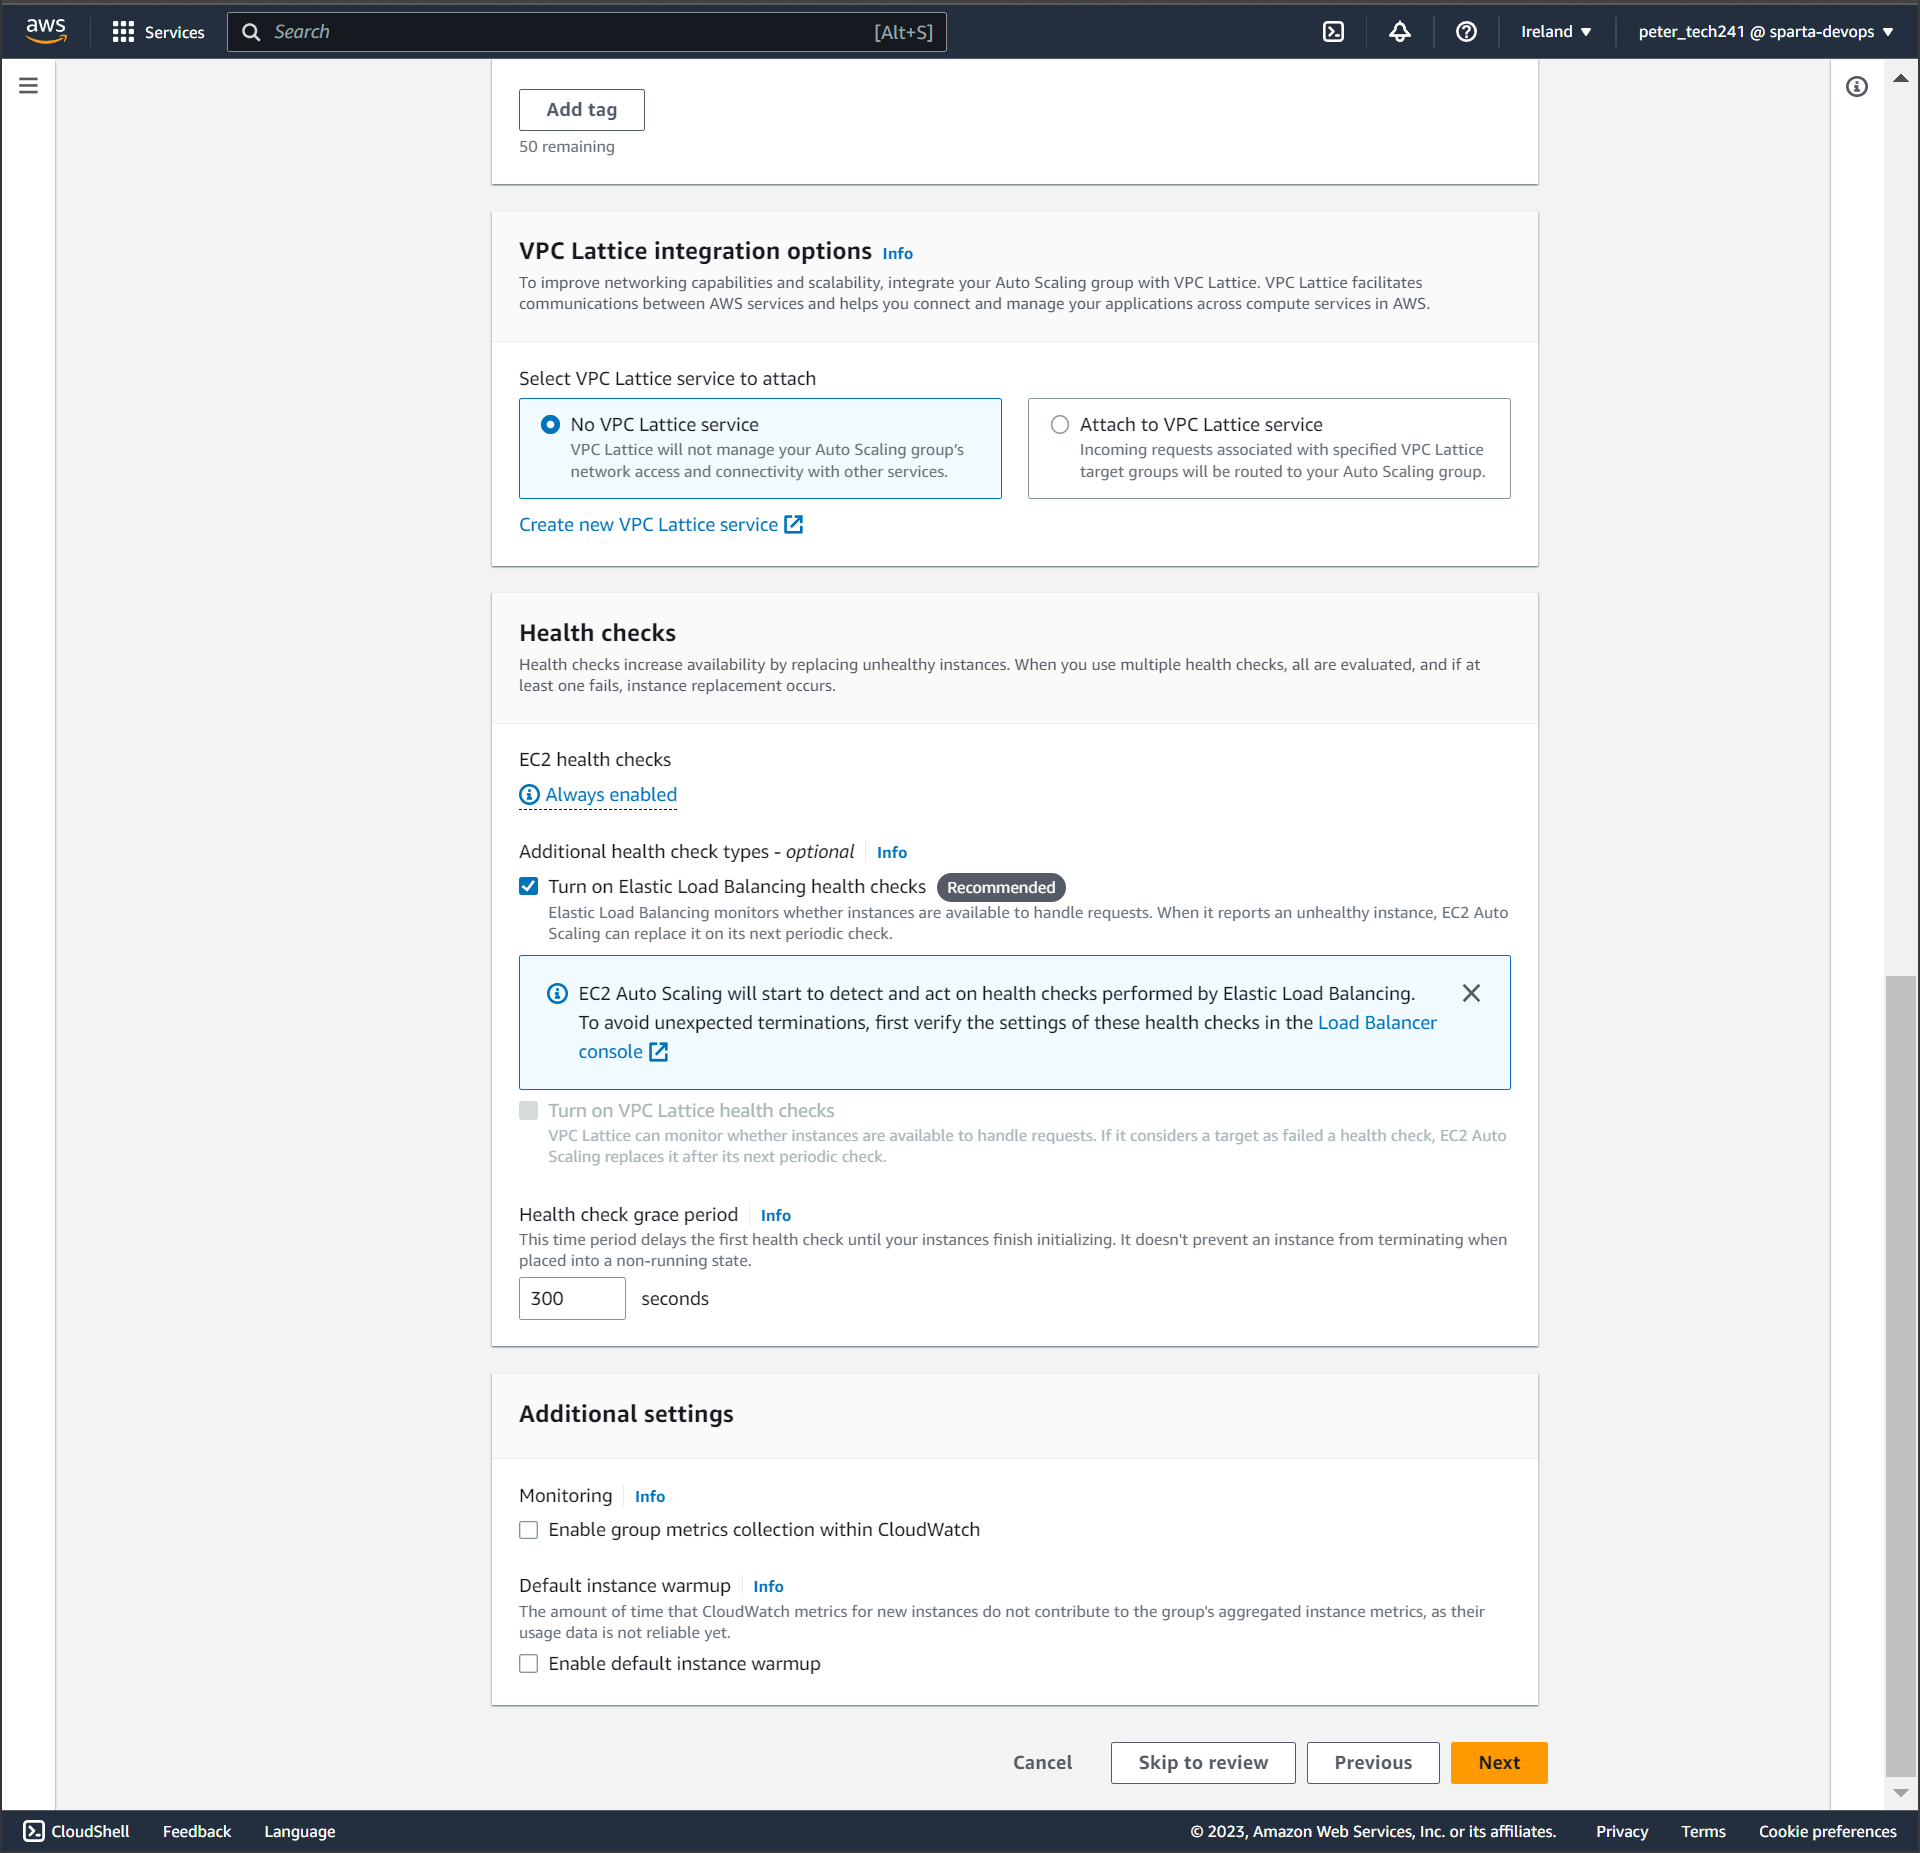 aws
Services
Search
[Alt+S]
Ireland ▼
peter_tech241 @ sparta-devops ▼
Add tag
50 remaining
VPC Lattice integration options Info
To improve networking capabilities and scalability, integrate your Auto Scaling group with VPC Lattice. VPC Lattice facilitates
communications between AWS services and helps you connect and manage your applications across compute services in AWS.
Select VPC Lattice service to attach
No VPC Lattice service
VPC Lattice will not manage your Auto Scaling group's
network access and connectivity with other services.
Attach to VPC Lattice service
Incoming requests associated with specified VPC Lattice
target groups will be routed to your Auto Scaling group.
Create new VPC Lattice service
Health checks
Health checks increase availability by replacing unhealthy instances. When you use multiple health checks, all are evaluated, and if at
least one fails, instance replacement occurs.
EC2 health checks
Always enabled
Additional health check types - optional Info
Turn on Elastic Load Balancing health checks Recommended
Elastic Load Balancing monitors whether instances are available to handle requests. When it reports an unhealthy instance, EC2 Auto
Scaling can replace it on its next periodic check.
EC2 Auto Scaling will start to detect and act on health checks performed by Elastic Load Balancing.
To avoid unexpected terminations, first verify the settings of these health checks in the Load Balancer
console
Turn on VPC Lattice health checks
VPC Lattice can monitor whether instances are available to handle requests. If it considers a target as failed a health check, EC2 Auto
Scaling replaces it after its next periodic check.
Health check grace period Info
This time period delays the first health check until your instances finish initializing. It doesn't prevent an instance from terminating when
placed into a non-running state.
300 seconds
Additional settings
Monitoring Info
Enable group metrics collection within CloudWatch
Default instance warmup Info
The amount of time that CloudWatch metrics for new instances do not contribute to the group's aggregated instance metrics, as their
usage data is not reliable yet.
Enable default instance warmup
Cancel
Skip to review
Previous
Next
CloudShell
Feedback
Language
© 2023, Amazon Web Services, Inc. or its affiliates.
Privacy
Terms
Cookie preferences